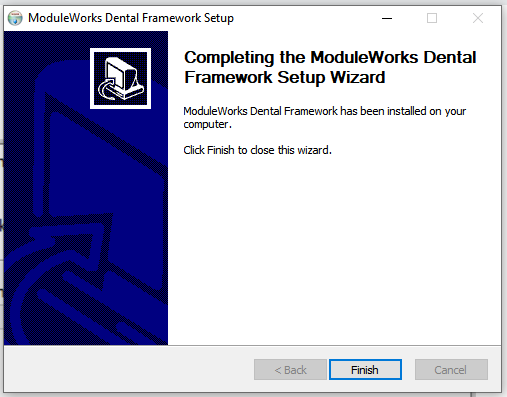 ModuleWorks Dental Framework Setup
Completing the ModuleWorks Dental
Framework Setup Wizard
ModuleWorks Dental Framework has been installed on your
computer.
Click Finish to close this wizard.
< Back
Finish
Cancel